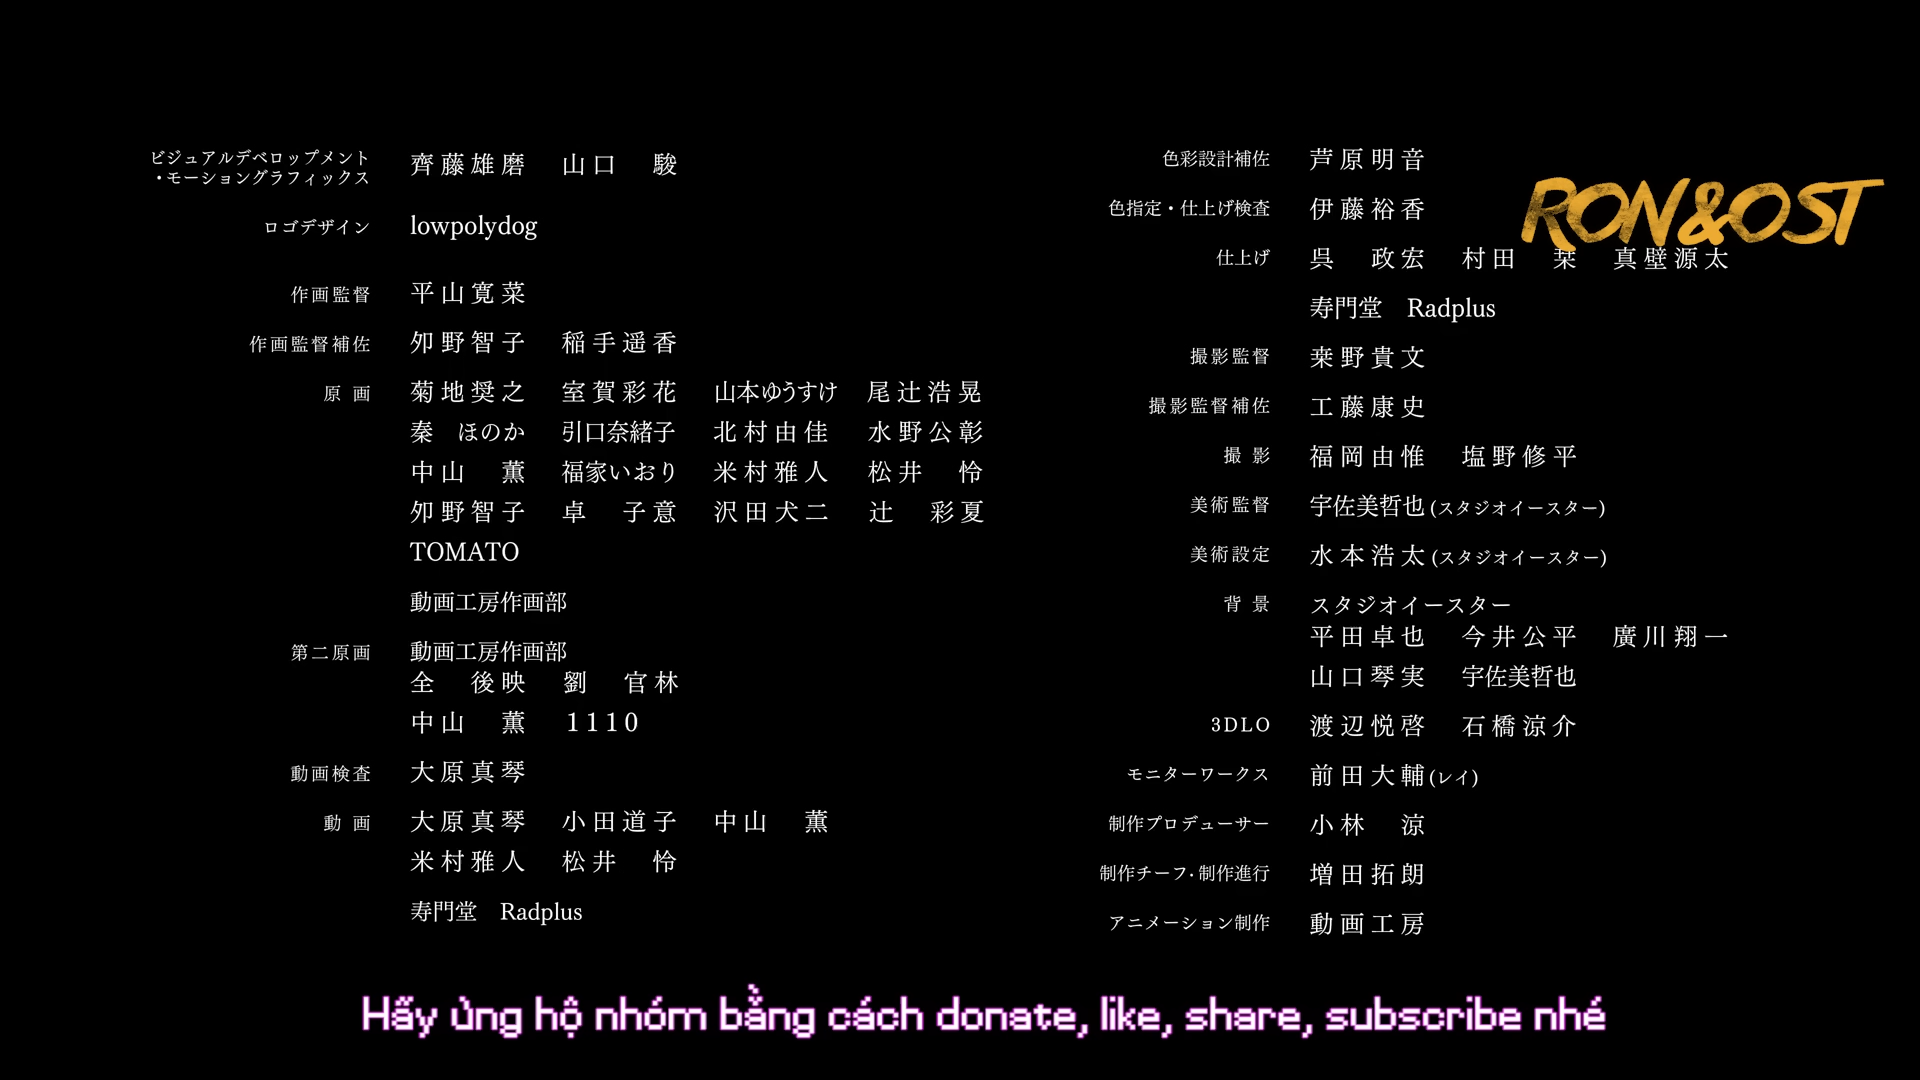 ビジュアルデベロップメント
・モーショングラフィックス 齊藤雄磨 山口 駿
ロゴデザイン lowpolydog
作画監督 平山寛菜
作画監督補佐 夘野智子 稲手遥香
原画 菊地奨之 室賀彩花 山本ゆうすけ 尾辻浩晃
秦 ほのか 引口奈緒子 北村由佳 水野公彰
中山 薫 福家いおり 米村雅人 松井 怜
夘野智子 卓 子意 沢田犬二 辻 彩夏
TOMATO
動画工房作画部
第二原画 動画工房作画部
全 後映 劉 官林
中山 薫 1110
動画検査 大原真琴
動画 大原真琴 小田道子 中山 薫
米村雅人 松井 怜
寿門堂 Radplus
色彩設計補佐 芦原明音
色指定・仕上げ検査 伊藤裕香
RON&OST
仕上げ 呉 政宏 村田 栞 真壁源太
寿門堂 Radplus
撮影監督 桒野貴文
撮影監督補佐 工藤康史
撮影 福岡由惟 塩野修平
美術監督 宇佐美哲也 (スタジオイースター)
美術設定 水本浩太 (スタジオイースター)
背景 スタジオイースター
平田卓也 今井公平 廣川翔一
山口琴実 宇佐美哲也
3DLO 渡辺悦啓 石橋涼介
モニターワークス 前田大輔 (レイ)
制作プロデューサー 小林 涼
制作チーフ・制作進行 増田拓朗
アニメーション制作 動画工房
Hãy ủng hộ nhóm bằng cách donate, like, share, subscribe nhé